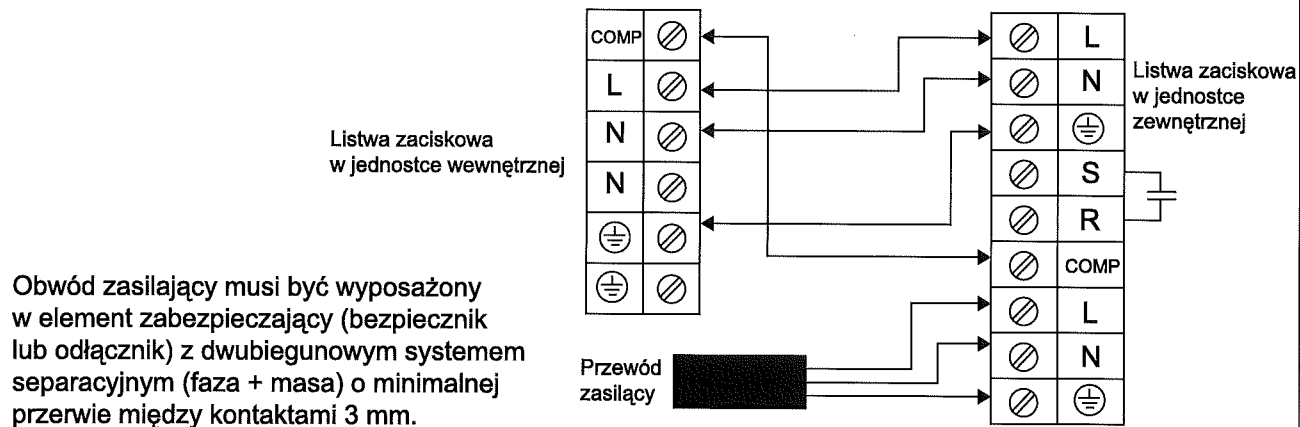 COMP
L
N
N
Listwa zaciskowa
w jednostce wewnętrznej
L
N
S
R
COMP
L
N
Listwa zaciskowa
w jednostce
zewnętrznej
Obwód zasilający musi być wyposażony
w element zabezpieczający (bezpiecznik
lub odłącznik) z dwubiegunowym systemem
separacyjnym (faza + masa) o minimalnej
przerwie między kontaktami 3 mm.
Przewód
zasilący